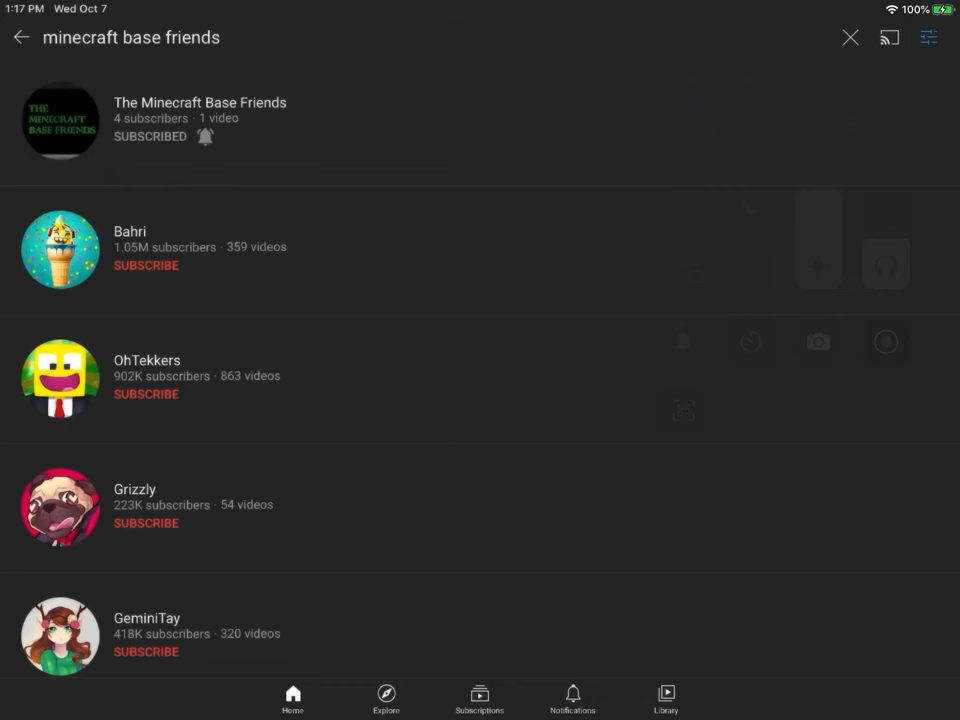 1:17 PM Wed Oct 7
100%
minecraft base friends
THE
MINECRAFT
BASE FRIENDS
The Minecraft Base Friends
4 subscribers · 1 video
SUBSCRIBED
Bahri
1.05M subscribers · 359 videos
SUBSCRIBE
OhTekkers
902K subscribers · 863 videos
SUBSCRIBE
Grizzly
223K subscribers · 54 videos
SUBSCRIBE
GeminiTay
418K subscribers · 320 videos
SUBSCRIBE
Home Explore Subscriptions Notifications Library